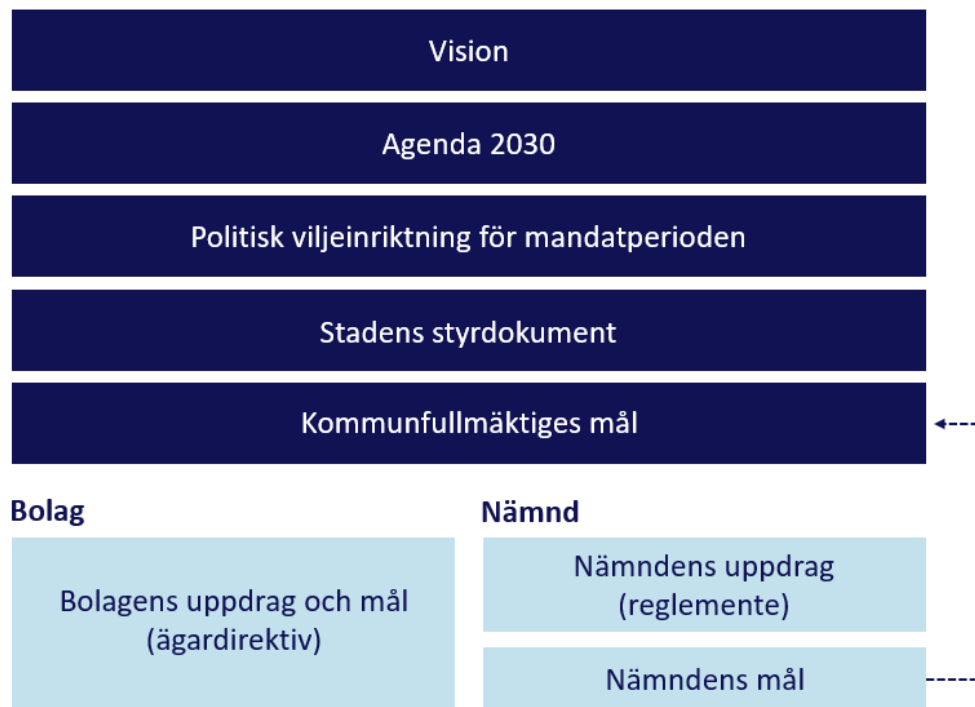 Vision
Agenda 2030
Politisk viljeinriktning för mandatperioden
Stadens styrdokument
Kommunfullmäktiges mål
Bolag
Bolagens uppdrag och mål
(ägardirektiv)
Nämnd
Nämndens uppdrag
(reglemente)
Nämndens mål